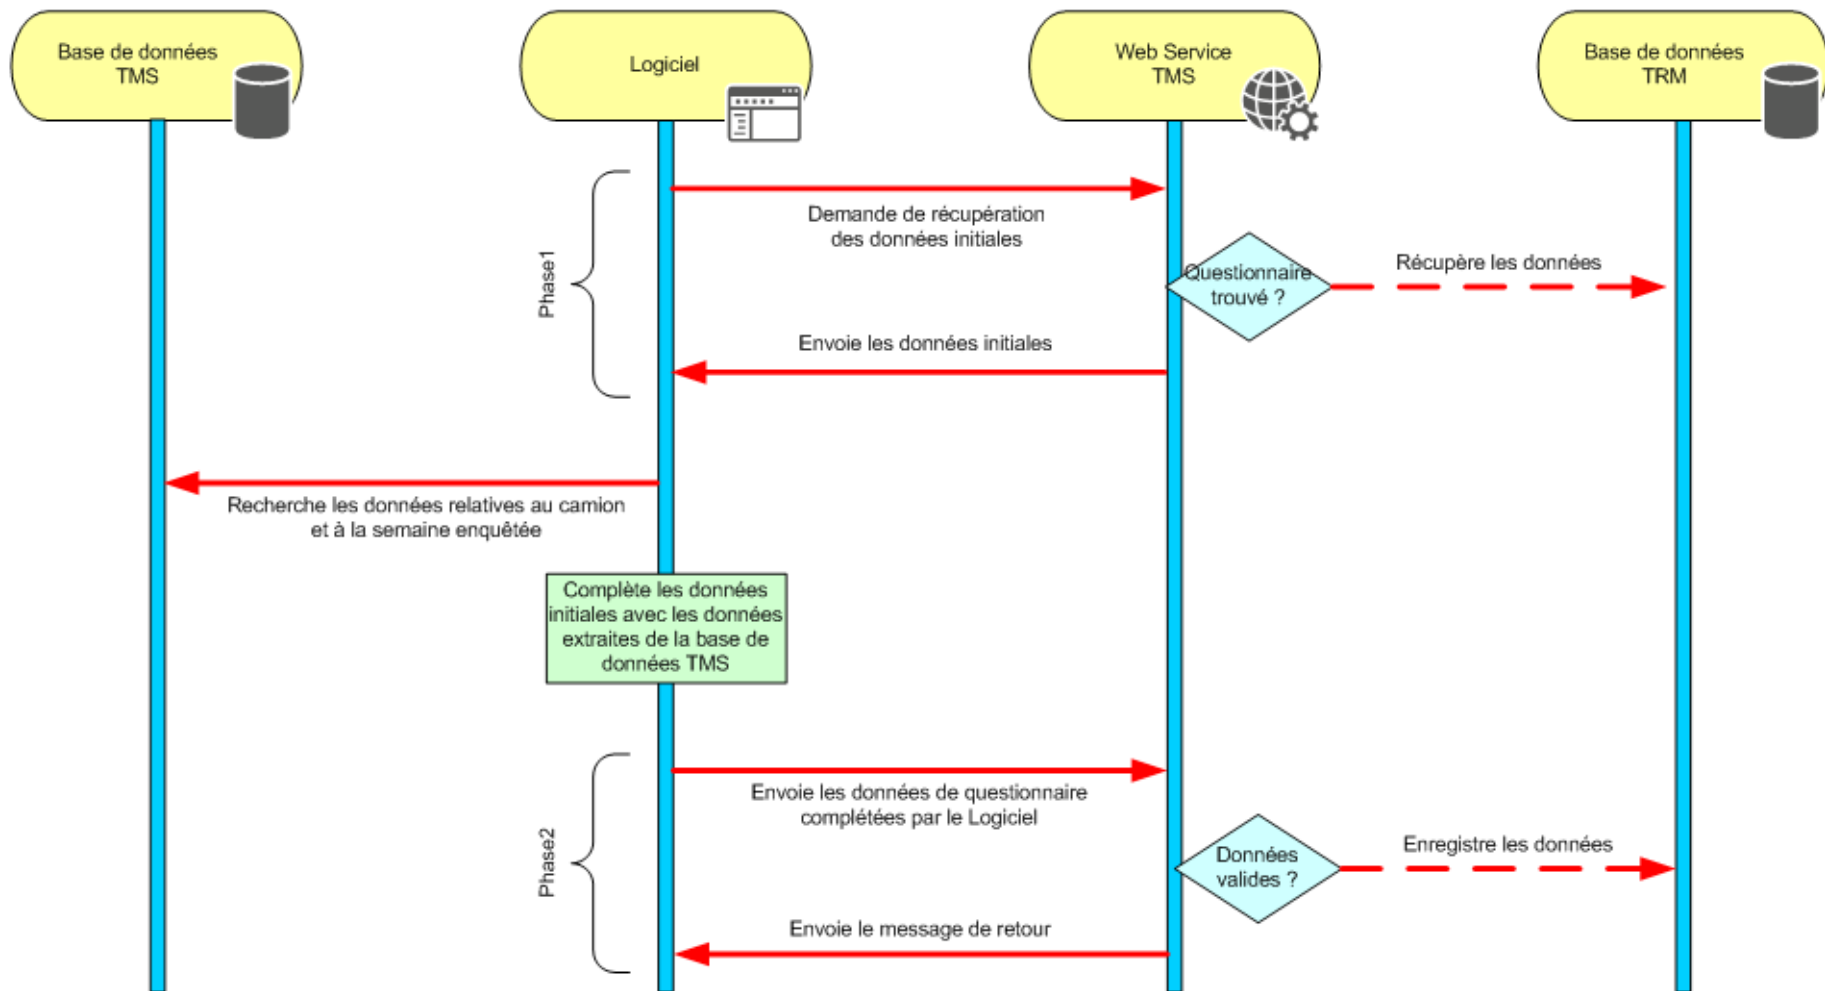 Base de données
TMS
Logiciel
Web Service
TMS
Base de données
TRM
Phase1
Demande de récupération
des données initiales
Questionnaire
trouvé ?
Récupère les données
Envoie les données initiales
Recherche les données relatives au camion
et à la semaine enquêtée
Complète les données
initiales avec les données
extraites de la base de
données TMS
Phase2
Envoie les données de questionnaire
complétées par le Logiciel
Données
valides ?
Enregistre les données
Envoie le message de retour